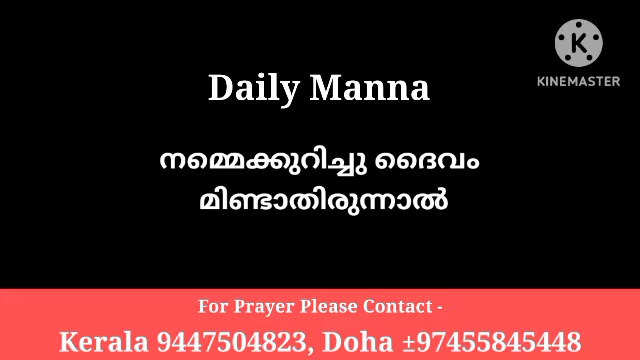 KINEMASTER
Daily Manna
നമ്മെക്കുറിച്ചു ദൈവം
മിണ്ടാതിരുന്നാൽ
For Prayer Please Contact -
Kerala 9447504823, Doha ±97455845448